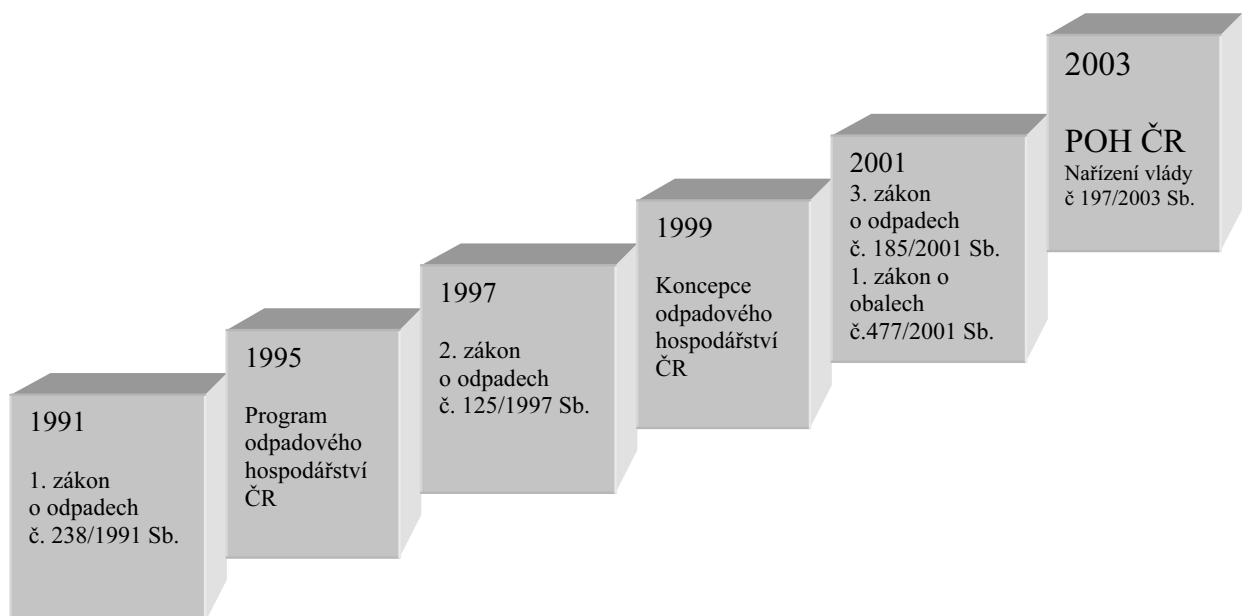 1991
1. zákon
o odpadech
č. 238/1991 Sb.
1995
Program
odpadového
hospodářství
ČR
1997
2. zákon
o odpadech
č. 125/1997 Sb.
1999
Koncepce
odpadového
hospodářství
ČR
2001
3. zákon
o odpadech
č. 185/2001 Sb.
1. zákon o
obalech
č.477/2001 Sb.
2003
POH ČR
Nařízení vlády
č 197/2003 Sb.